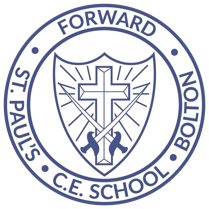 FORWARD
ST. PAUL'S • C.E. SCHOOL • BOLTON